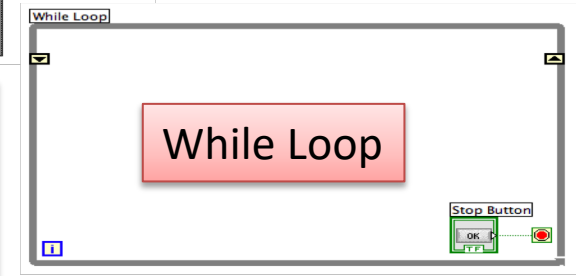 While Loop
While Loop
Stop Button
OK
TF
i